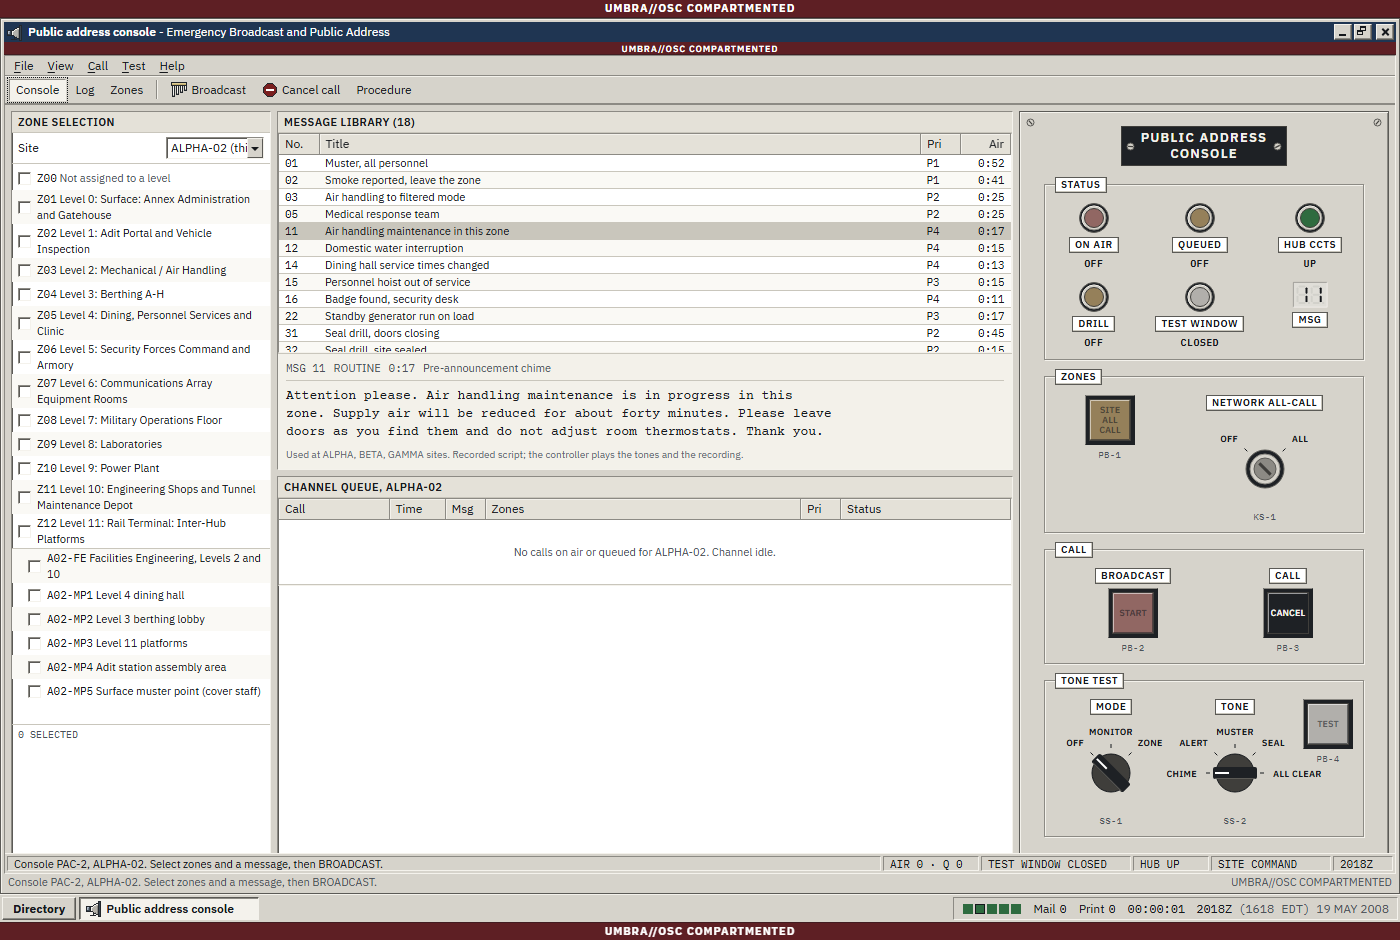 UMBRA//OSC COMPARTMENTED
Public address console - Emergency Broadcast and Public Address
UMBRA//OSC COMPARTMENTED
File View Call Test Help
Console Log Zones Broadcast Cancel call Procedure
ZONE SELECTION
Site ALPHA-02 (thi
Z00 Not assigned to a level
Z01 Level 0: Surface: Annex Administration
and Gatehouse
Z02 Level 1: Adit Portal and Vehicle
Inspection
Z03 Level 2: Mechanical / Air Handling
Z04 Level 3: Berthing A-H
Z05 Level 4: Dining, Personnel Services and
Clinic
Z06 Level 5: Security Forces Command and
Armory
Z07 Level 6: Communications Array
Equipment Rooms
Z08 Level 7: Military Operations Floor
Z09 Level 8: Laboratories
Z10 Level 9: Power Plant
Z11 Level 10: Engineering Shops and Tunnel
Maintenance Depot
Z12 Level 11: Rail Terminal: Inter-Hub
Platforms
A02-FE Facilities Engineering, Levels 2 and
10
A02-MP1 Level 4 dining hall
A02-MP2 Level 3 berthing lobby
A02-MP3 Level 11 platforms
A02-MP4 Adit station assembly area
A02-MP5 Surface muster point (cover staff)
0 SELECTED
MESSAGE LIBRARY (18)
No. Title Pri Air
01 Muster, all personnel P1 0:52
02 Smoke reported, leave the zone P1 0:41
03 Air handling to filtered mode P2 0:25
05 Medical response team P2 0:25
11 Air handling maintenance in this zone P4 0:17
12 Domestic water interruption P4 0:15
14 Dining hall service times changed P4 0:13
15 Personnel hoist out of service P3 0:15
16 Badge found, security desk P4 0:11
22 Standby generator run on load P3 0:17
31 Seal drill, doors closing P2 0:45
32 Seal drill, site sealed P2 0:15
MSG 11 ROUTINE 0:17 Pre-announcement chime
Attention please. Air handling maintenance is in progress in this
zone. Supply air will be reduced for about forty minutes. Please leave
doors as you find them and do not adjust room thermostats. Thank you.
Used at ALPHA, BETA, GAMMA sites. Recorded script; the controller plays the tones and the recording.
CHANNEL QUEUE, ALPHA-02
Call Time Msg Zones Pri Status
No calls on air or queued for ALPHA-02. Channel idle.
PUBLIC ADDRESS
CONSOLE
STATUS
ON AIR QUEUED HUB CCTS
OFF OFF UP
11
DRILL TEST WINDOW MSG
OFF CLOSED
ZONES
SITE
ALL
CALL
PB-1
NETWORK ALL-CALL
OFF ALL
KS-1
CALL
BROADCAST CALL
START CANCEL
PB-2 PB-3
TONE TEST
MODE TONE
TEST
PB-4
OFF MONITOR ZONE
CHIME ALERT MUSTER SEAL ALL CLEAR
SS-1 SS-2
Console PAC-2, ALPHA-02. Select zones and a message, then BROADCAST. AIR 0 · Q 0 TEST WINDOW CLOSED HUB UP SITE COMMAND 2018Z
Console PAC-2, ALPHA-02. Select zones and a message, then BROADCAST. UMBRA//OSC COMPARTMENTED
Directory Public address console Mail 0 Print 0 00:00:01 2018Z (1618 EDT) 19 MAY 2008
UMBRA//OSC COMPARTMENTED